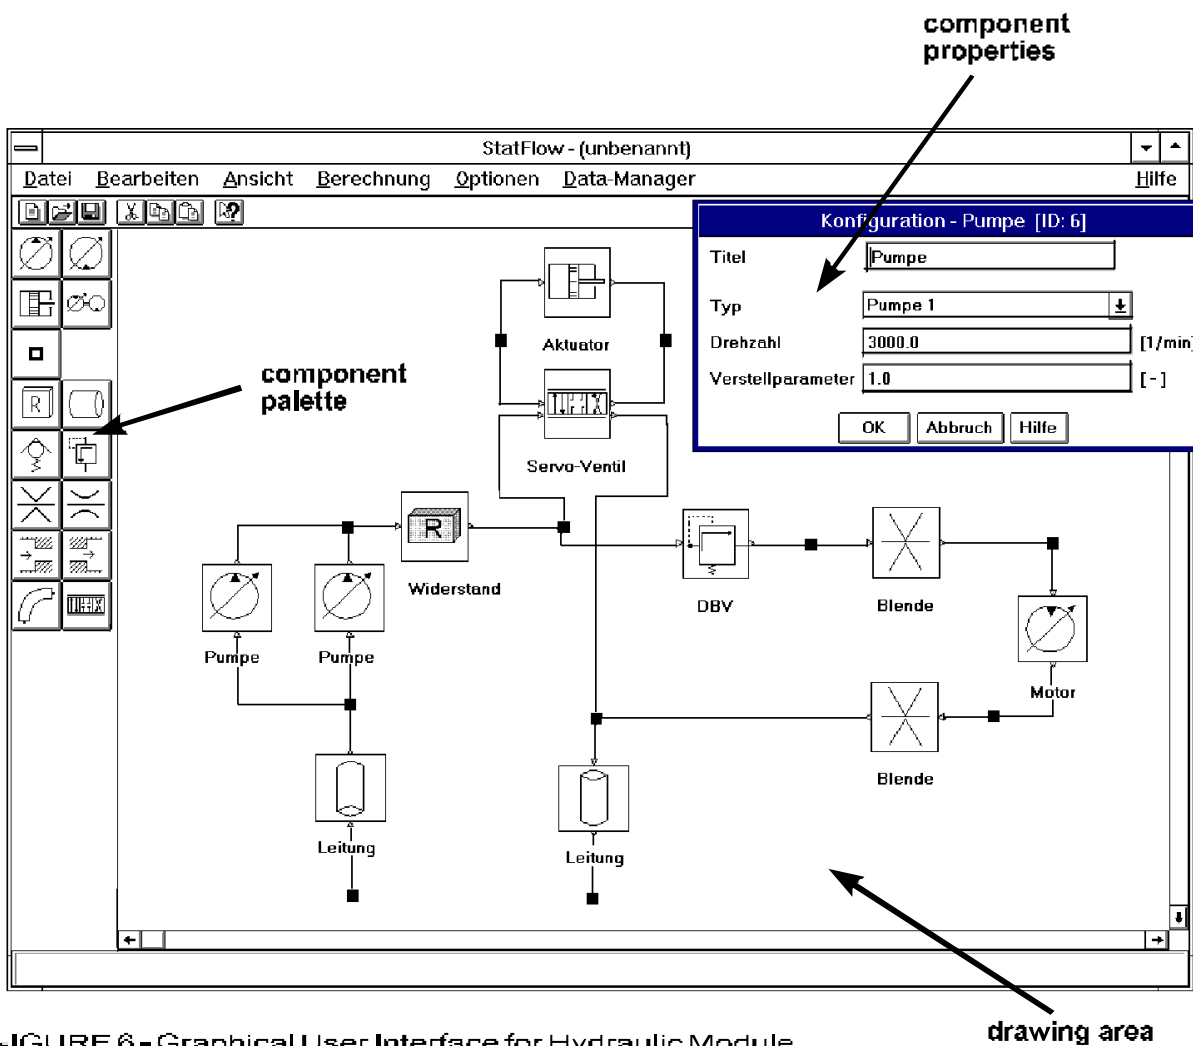 component
properties
StatFlow - (unbenannt)
Datei Bearbeiten Ansicht Berechnung Optionen Data-Manager Hilfe
Konfiguration - Pumpe [ID: 6]
Titel Pumpe
Typ Pumpe 1
Drehzahl 3000.0 [1/min]
Verstellparameter 1.0 [-]
OK Abbruch Hilfe
component
palette
R
Aktuator
Servo-Ventil
R
Widerstand
DBV
Blende
Pumpe
Pumpe
Motor
Blende
Leitung
Leitung
drawing area
FIGURE 6 - Graphical User Interface for Hydraulic Module